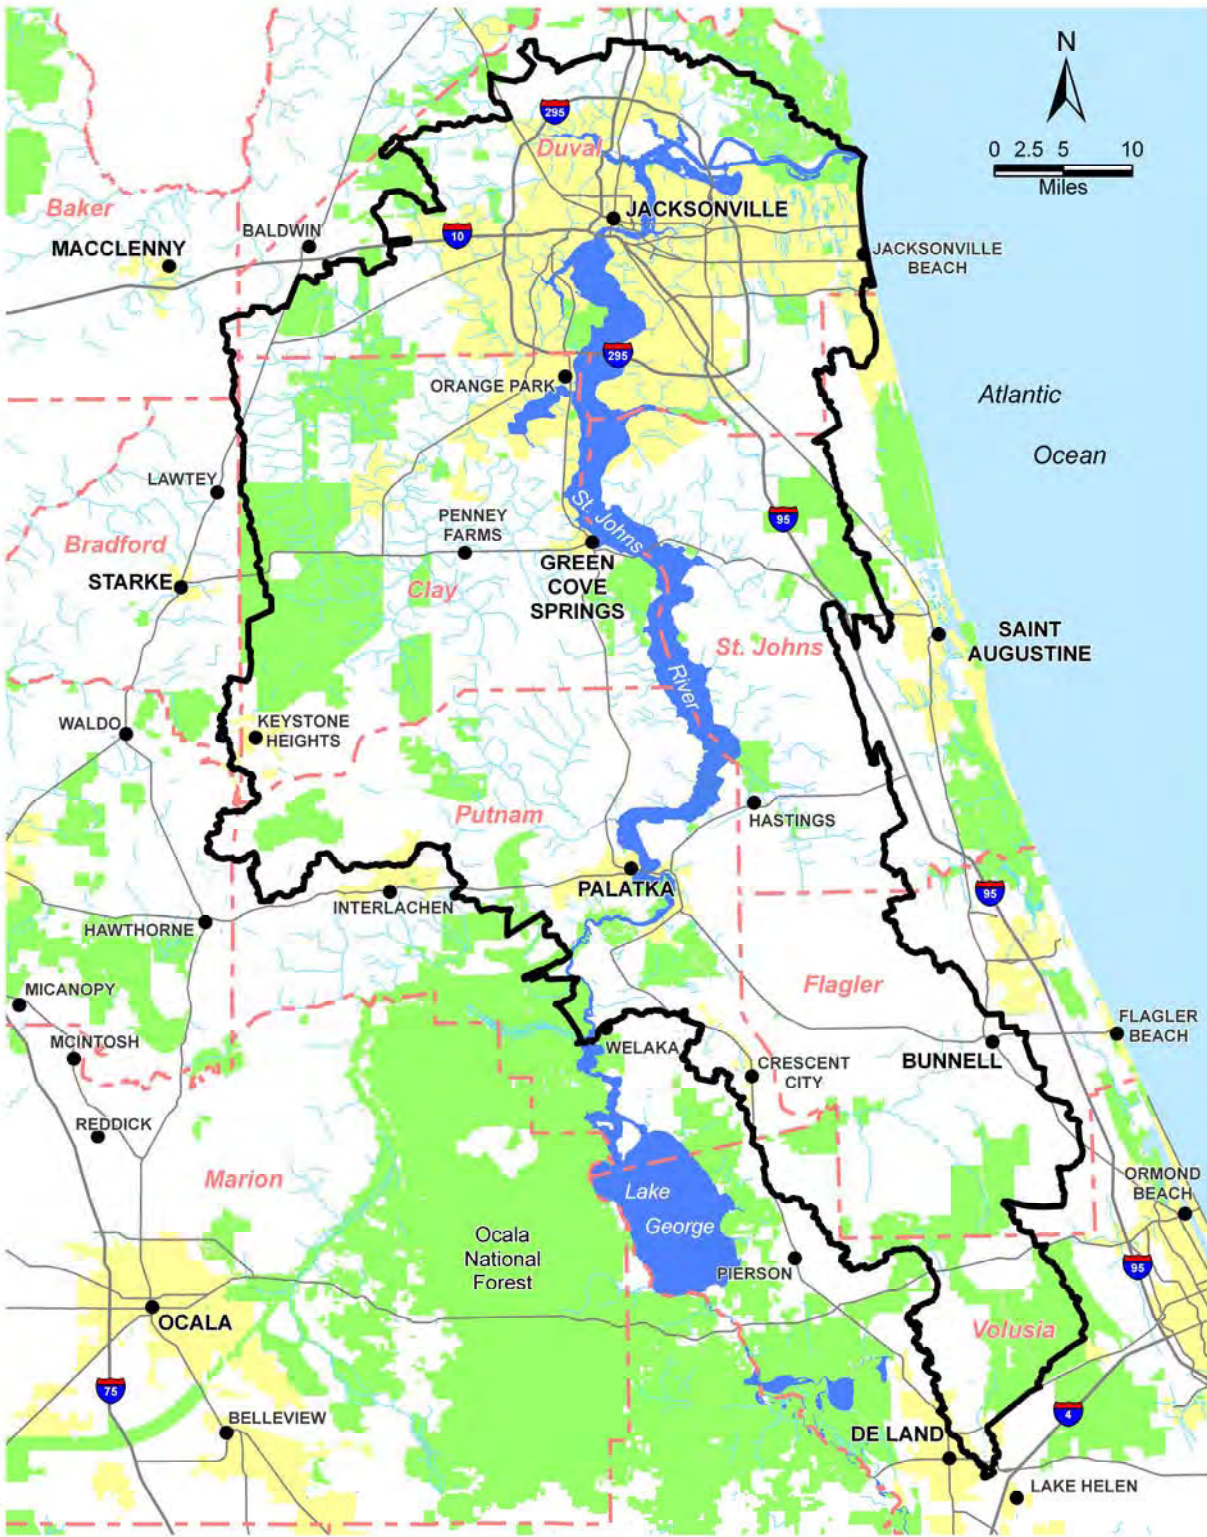 N
0 2.5 5 10
Miles
295
Duval
Baker
MACCLENNY
BALDWIN
10
JACKSONVILLE
JACKSONVILLE
BEACH
295
ORANGE PARK
Atlantic
Ocean
LAWTEY
PENNEY
FARMS
St. Johns
95
Bradford
STARKE
Clay
GREEN
COVE
SPRINGS
St. Johns
SAINT
AUGUSTINE
River
WALDO
KEYSTONE
HEIGHTS
Putnam
HASTINGS
PALATKA
INTERLACHEN
95
HAWTHORNE
MICANOPY
Flagler
MCINTOSH
WELAKA
FLAGLER
BEACH
BUNNELL
CRESCENT
CITY
REDDICK
Marion
Lake
George
ORMOND
BEACH
Ocala
National
Forest
PIERSON
95
OCALA
Volusia
75
4
BELLEVIEW
DE LAND
LAKE HELEN